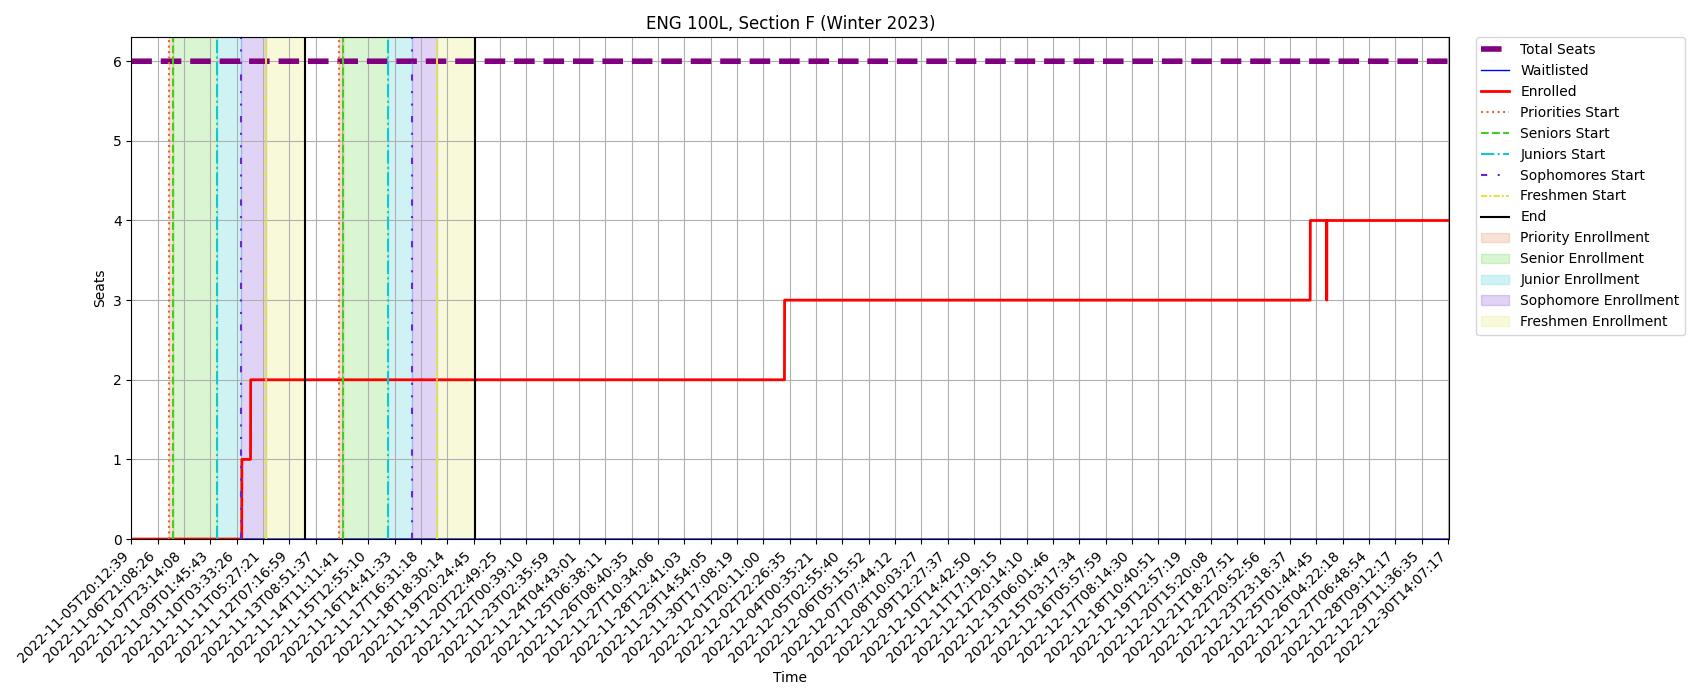 ENG 100L, Section F (Winter 2023)
Seats
6
5
4
3
2
1
0
2022-11-05T20:12:39
2022-11-06T21:08:26
2022-11-07T23:14:08
2022-11-09T01:45:43
2022-11-10T03:33:26
2022-11-11T05:27:21
2022-11-12T07:16:59
2022-11-13T08:51:37
2022-11-14T11:11:41
2022-11-15T12:55:10
2022-11-16T14:41:33
2022-11-17T16:31:18
2022-11-18T18:30:14
2022-11-19T20:24:45
2022-11-20T22:49:25
2022-11-22T00:39:10
2022-11-23T02:35:59
2022-11-24T04:43:01
2022-11-25T06:38:11
2022-11-26T08:40:35
2022-11-27T10:34:06
2022-11-28T12:41:03
2022-11-29T14:54:05
2022-11-30T17:08:19
2022-12-01T20:11:00
2022-12-02T22:26:35
2022-12-04T00:35:21
2022-12-05T02:55:40
2022-12-06T05:15:52
2022-12-07T07:44:12
2022-12-08T10:03:27
2022-12-09T12:27:37
2022-12-10T14:42:50
2022-12-11T17:19:15
2022-12-12T20:14:10
2022-12-13T06:01:46
2022-12-15T03:17:34
2022-12-16T05:57:59
2022-12-17T08:14:30
2022-12-18T10:40:51
2022-12-19T12:57:19
2022-12-20T15:20:08
2022-12-21T18:27:51
2022-12-22T20:52:56
2022-12-23T23:18:37
2022-12-25T01:44:45
2022-12-26T04:22:18
2022-12-27T06:48:54
2022-12-28T09:12:17
2022-12-29T11:36:35
2022-12-30T14:07:17
Time
Total Seats
Waitlisted
Enrolled
Priorities Start
Seniors Start
Juniors Start
Sophomores Start
Freshmen Start
End
Priority Enrollment
Senior Enrollment
Junior Enrollment
Sophomore Enrollment
Freshmen Enrollment